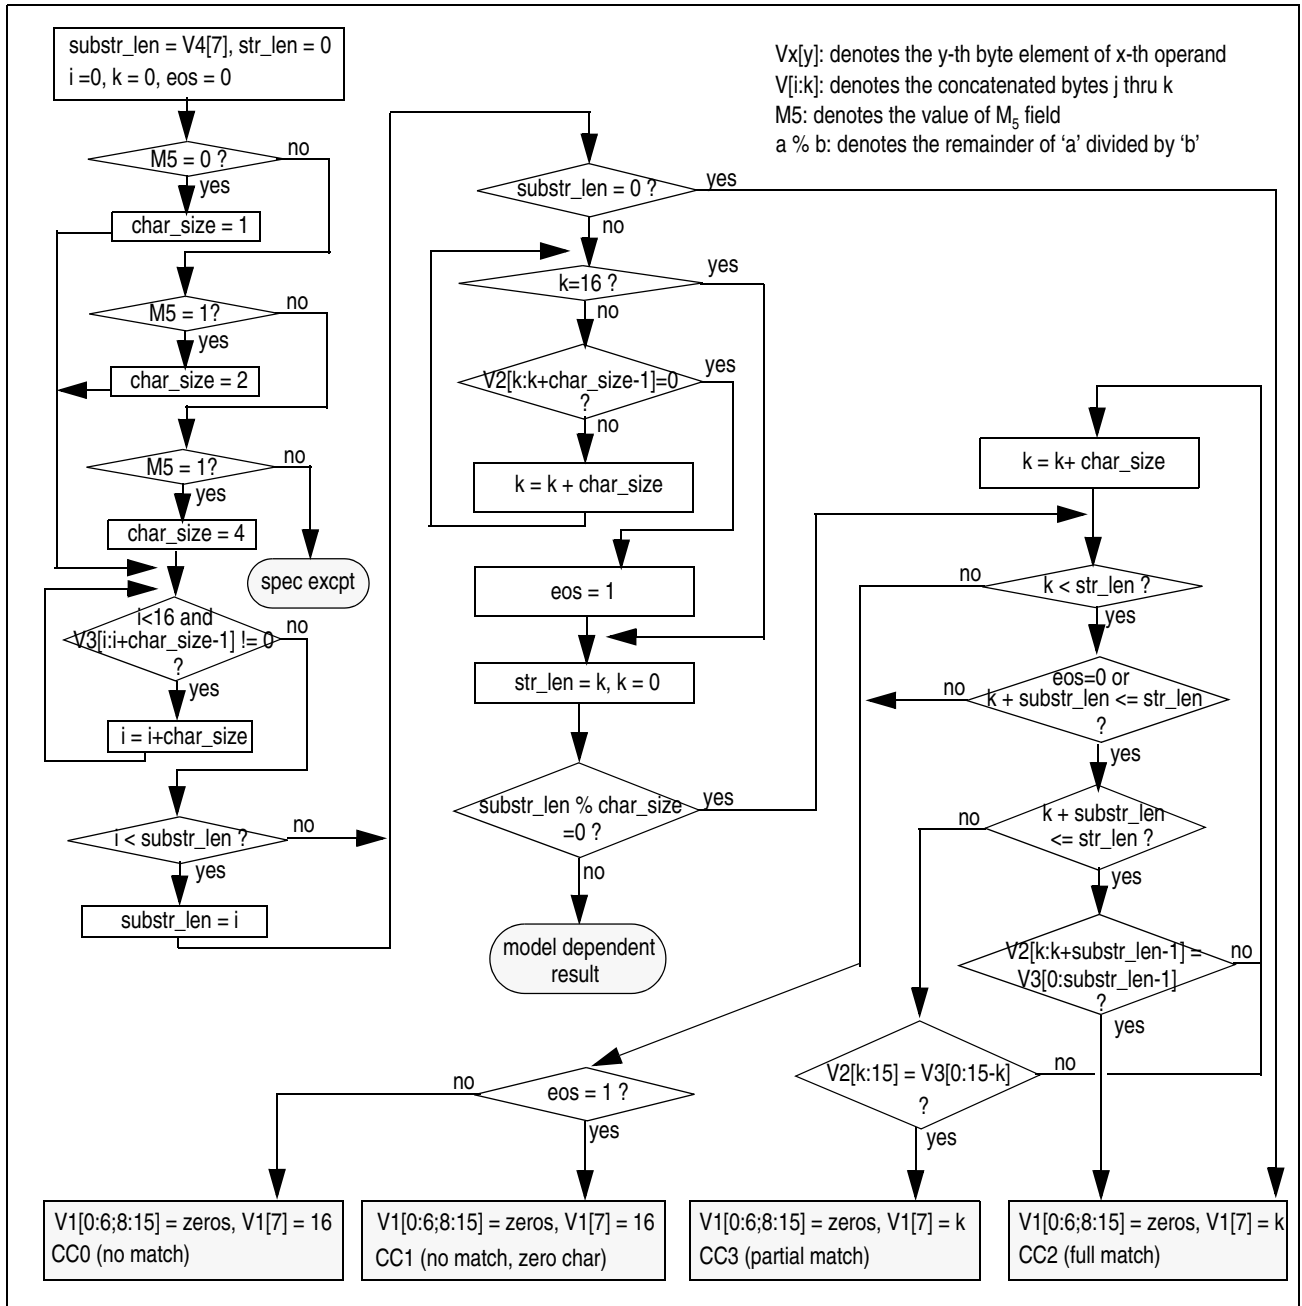 substr_len = V4[7], str_len = 0
i =0, k = 0, eos = 0
Vx[y]: denotes the y-th byte element of x-th operand
V[i:k]: denotes the concatenated bytes j thru k
M5: denotes the value of M5 field
a % b: denotes the remainder of ‘a’ divided by ‘b’
M5 = 0 ?
no
yes
char_size = 1
M5 = 1?
no
yes
char_size = 2
M5 = 1?
no
yes
char_size = 4
spec excpt
i<16 and
V3[i:i+char_size-1] != 0
?
no
yes
i = i+char_size
i < substr_len ?
no
yes
substr_len = i
substr_len = 0 ?
yes
no
k=16 ?
yes
no
V2[k:k+char_size-1]=0
?
yes
no
k = k + char_size
eos = 1
str_len = k, k = 0
substr_len % char_size
=0 ?
yes
no
model dependent
result
k = k+ char_size
k < str_len ?
no
yes
eos=0 or
k + substr_len <= str_len
?
no
yes
k + substr_len
<= str_len ?
no
yes
V2[k:k+substr_len-1] =
V3[0:substr_len-1]
?
no
yes
V2[k:15] = V3[0:15-k]
?
no
yes
eos = 1 ?
no
yes
V1[0:6;8:15] = zeros, V1[7] = 16
CC0 (no match)
V1[0:6;8:15] = zeros, V1[7] = 16
CC1 (no match, zero char)
V1[0:6;8:15] = zeros, V1[7] = k
CC3 (partial match)
V1[0:6;8:15] = zeros, V1[7] = k
CC2 (full match)